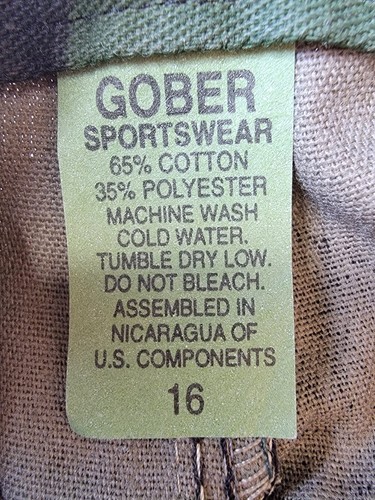 GOBER
SPORTSWEAR
65% COTTON
35% POLYESTER
MACHINE WASH
COLD WATER.
TUMBLE DRY LOW.
DO NOT BLEACH.
ASSEMBLED IN
NICARAGUA OF
U.S. COMPONENTS
16